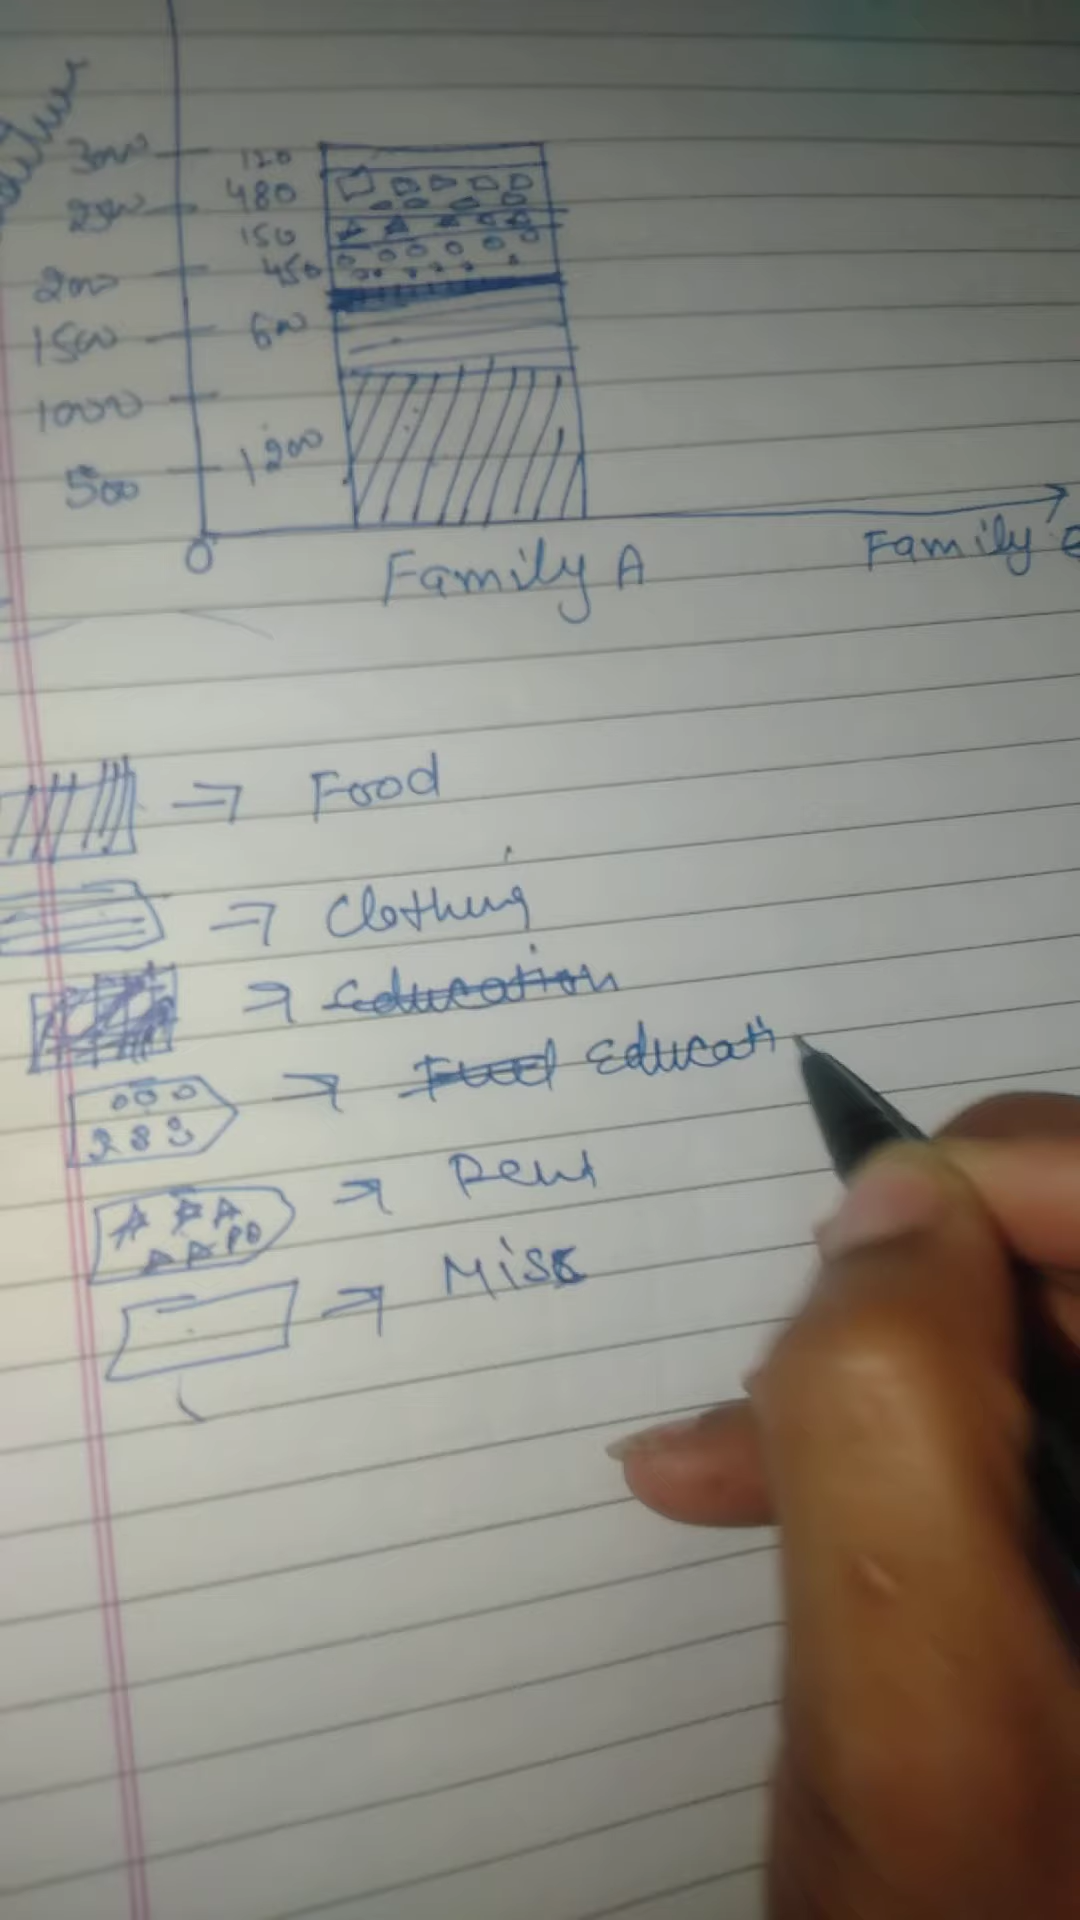 3000 120
2500 480
150
2000 450
1500 600
1000
500 1200
0
Family A Family
Food
Clothing
Education
Fuel Educati
Rent
Misc